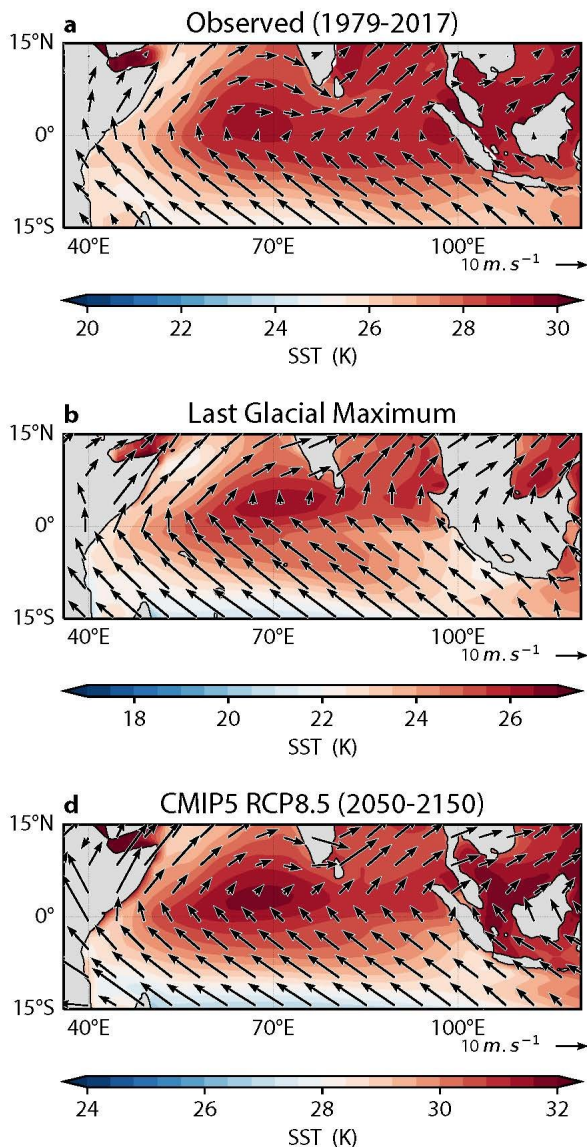 a Observed (1979-2017)
15°N
0°
15°S
40°E 70°E 100°E
10 m.s⁻¹
20 22 24 26 28 30
SST (K)
b Last Glacial Maximum
15°N
0°
15°S
40°E 70°E 100°E
10 m.s⁻¹
18 20 22 24 26
SST (K)
d CMIP5 RCP8.5 (2050-2150)
15°N
0°
15°S
40°E 70°E 100°E
10 m.s⁻¹
24 26 28 30 32
SST (K)